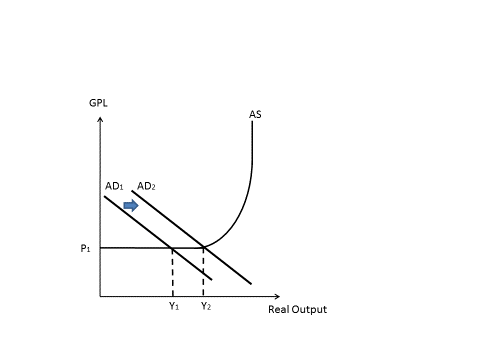 GPL
AS
AD1 AD2
P1
Y1 Y2
Real Output